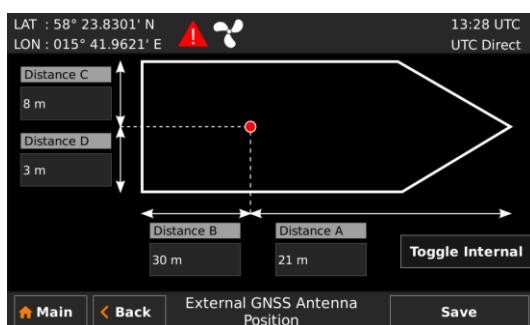 LAT : 58° 23.8301' N
LON : 015° 41.9621' E
13:28 UTC
UTC Direct
Distance C
8 m
Distance D
3 m
Distance B
30 m
Distance A
21 m
Toggle Internal
Main
Back
External GNSS Antenna
Position
Save